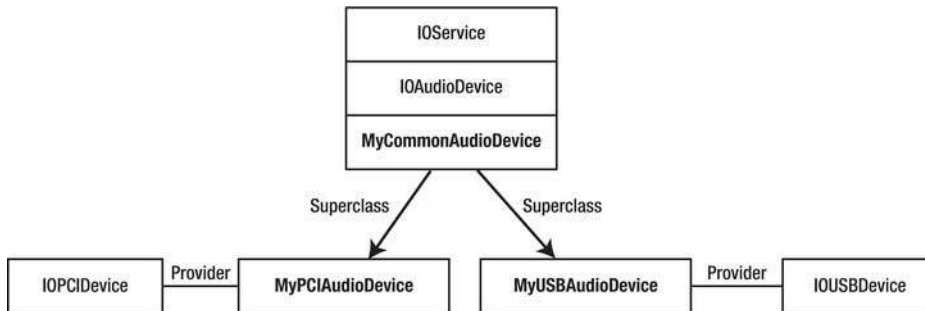 IOService
IOAudioDevice
MyCommonAudioDevice
Superclass
Superclass
IOPCIDevice
Provider
MyPCIAudioDevice
MyUSBAudioDevice
Provider
IOUSBDevice